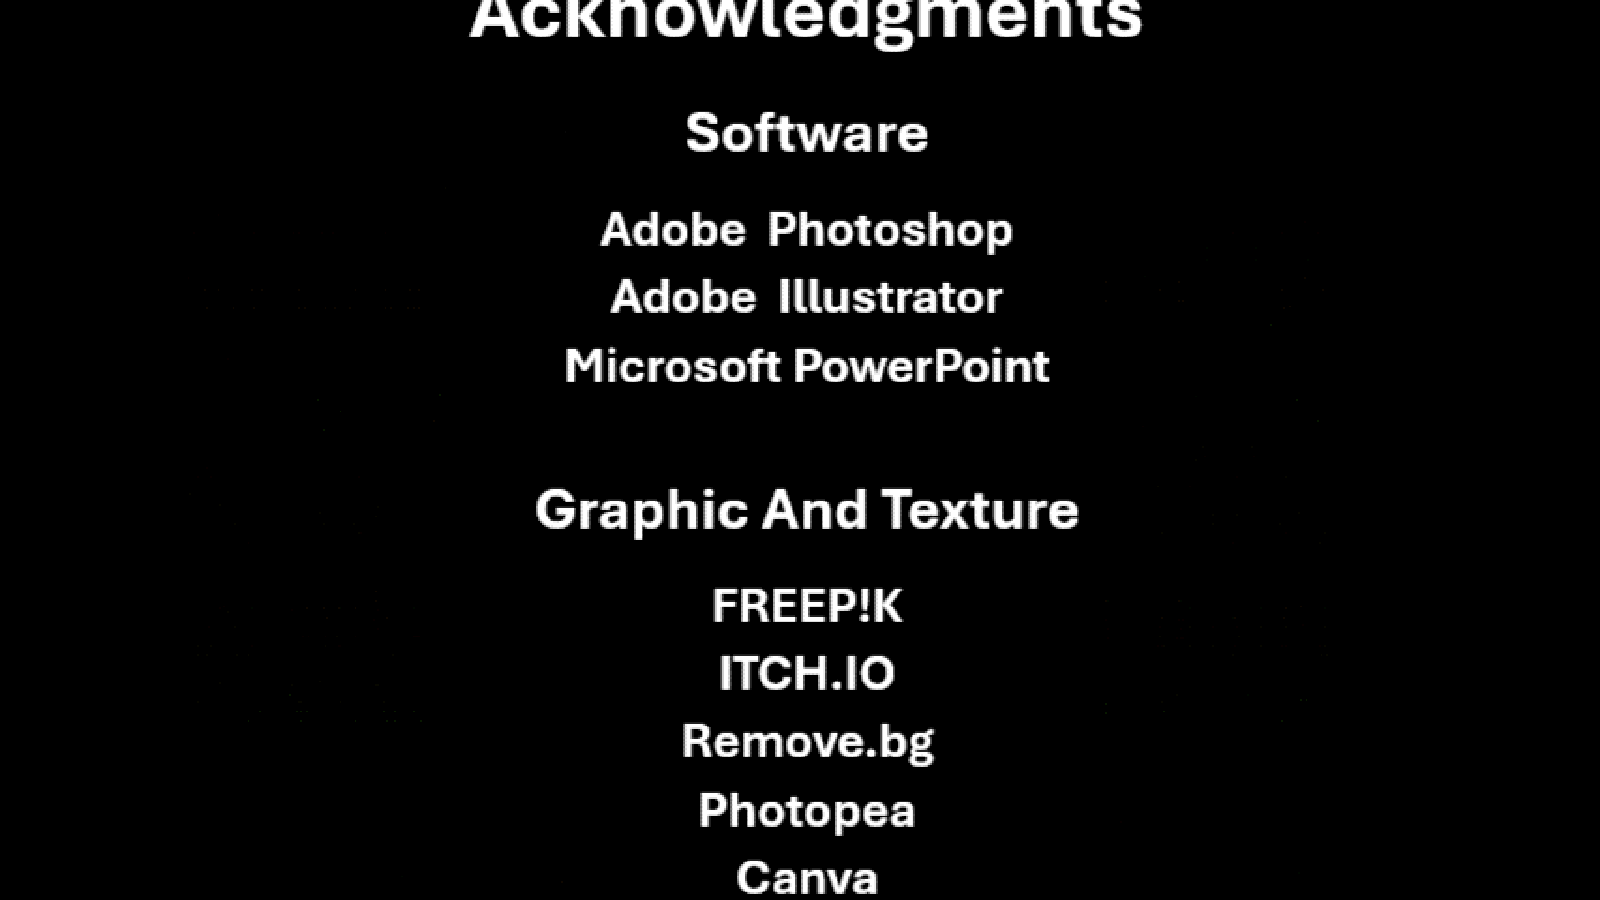 Acknowledgments
Software
Adobe Photoshop
Adobe Illustrator
Microsoft PowerPoint
Graphic And Texture
FREEP!K
ITCH.IO
Remove.bg
Photopea
Canva